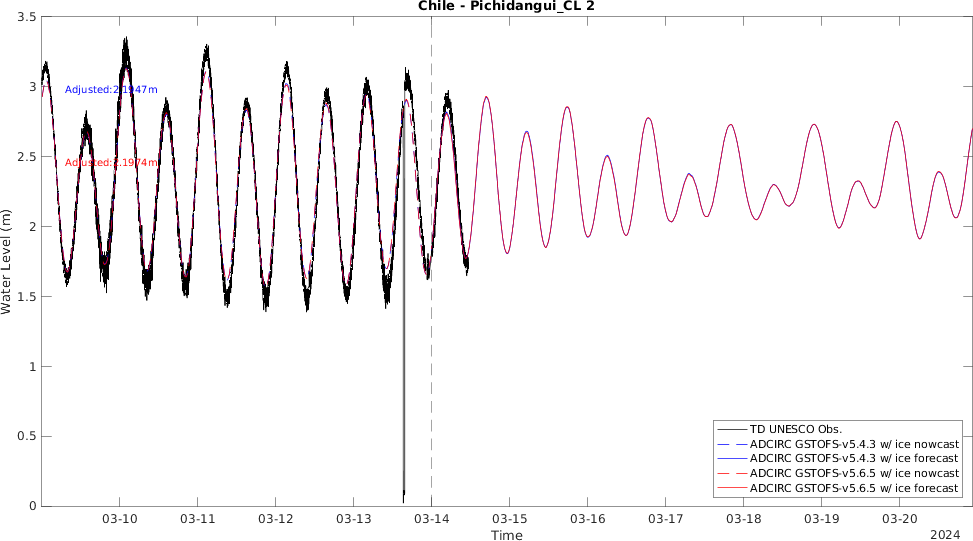 Chile - Pichidangui_CL 2
3.5
3
2.5
2
1.5
1
0.5
0
Water Level (m)
Adjusted:2.1947m
Adjusted:2.1974m
TD UNESCO Obs.
ADCIRC GSTOFS-v5.4.3 w/ ice nowcast
ADCIRC GSTOFS-v5.4.3 w/ ice forecast
ADCIRC GSTOFS-v5.6.5 w/ ice nowcast
ADCIRC GSTOFS-v5.6.5 w/ ice forecast
03-10 03-11 03-12 03-13 03-14 03-15 03-16 03-17 03-18 03-19 03-20
Time
2024